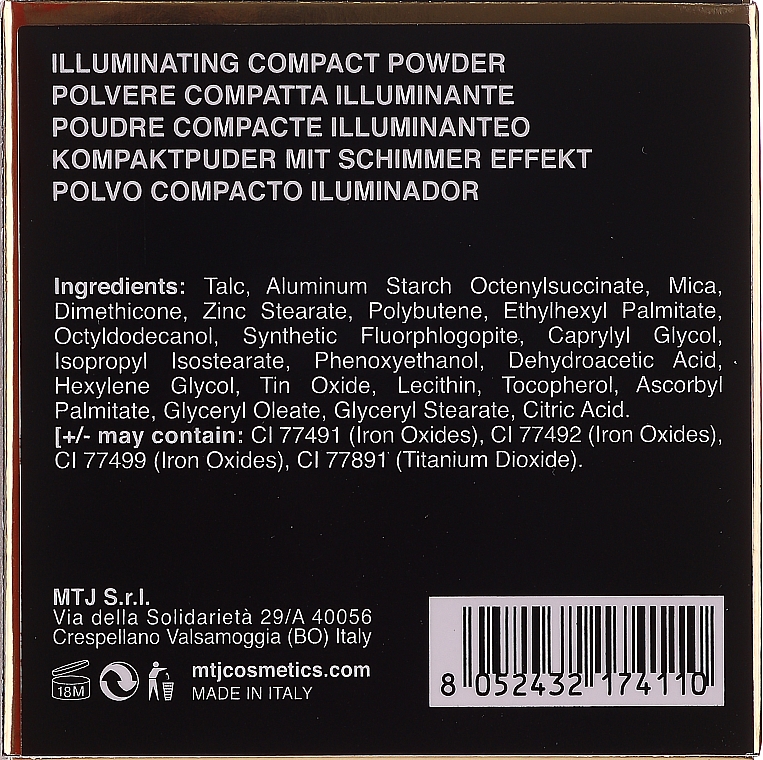 ILLUMINATING COMPACT POWDER
POLVERE COMPATTA ILLUMINANTE
POUDRE COMPACTE ILLUMINANTEO
KOMPAKTPUDER MIT SCHIMMER EFFEKT
POLVO COMPACTO ILUMINADOR
Ingredients: Talc, Aluminum Starch Octenylsuccinate, Mica,
Dimethicone, Zinc Stearate, Polybutene, Ethylhexyl Palmitate,
Octyldodecanol, Synthetic Fluorphlogopite, Caprylyl Glycol,
Isopropyl Isostearate, Phenoxyethanol, Dehydroacetic Acid,
Hexylene Glycol, Tin Oxide, Lecithin, Tocopherol, Ascorbyl
Palmitate, Glyceryl Oleate, Glyceryl Stearate, Citric Acid.
[+/- may contain: CI 77491 (Iron Oxides), CI 77492 (Iron Oxides),
CI 77499 (Iron Oxides), CI 77891 (Titanium Dioxide).
MTJ S.r.l.
Via della Solidarietà 29/A 40056
Crespellano Valsamoggia (BO) Italy
18M
mtjcosmetics.com
MADE IN ITALY
8 052432 174110